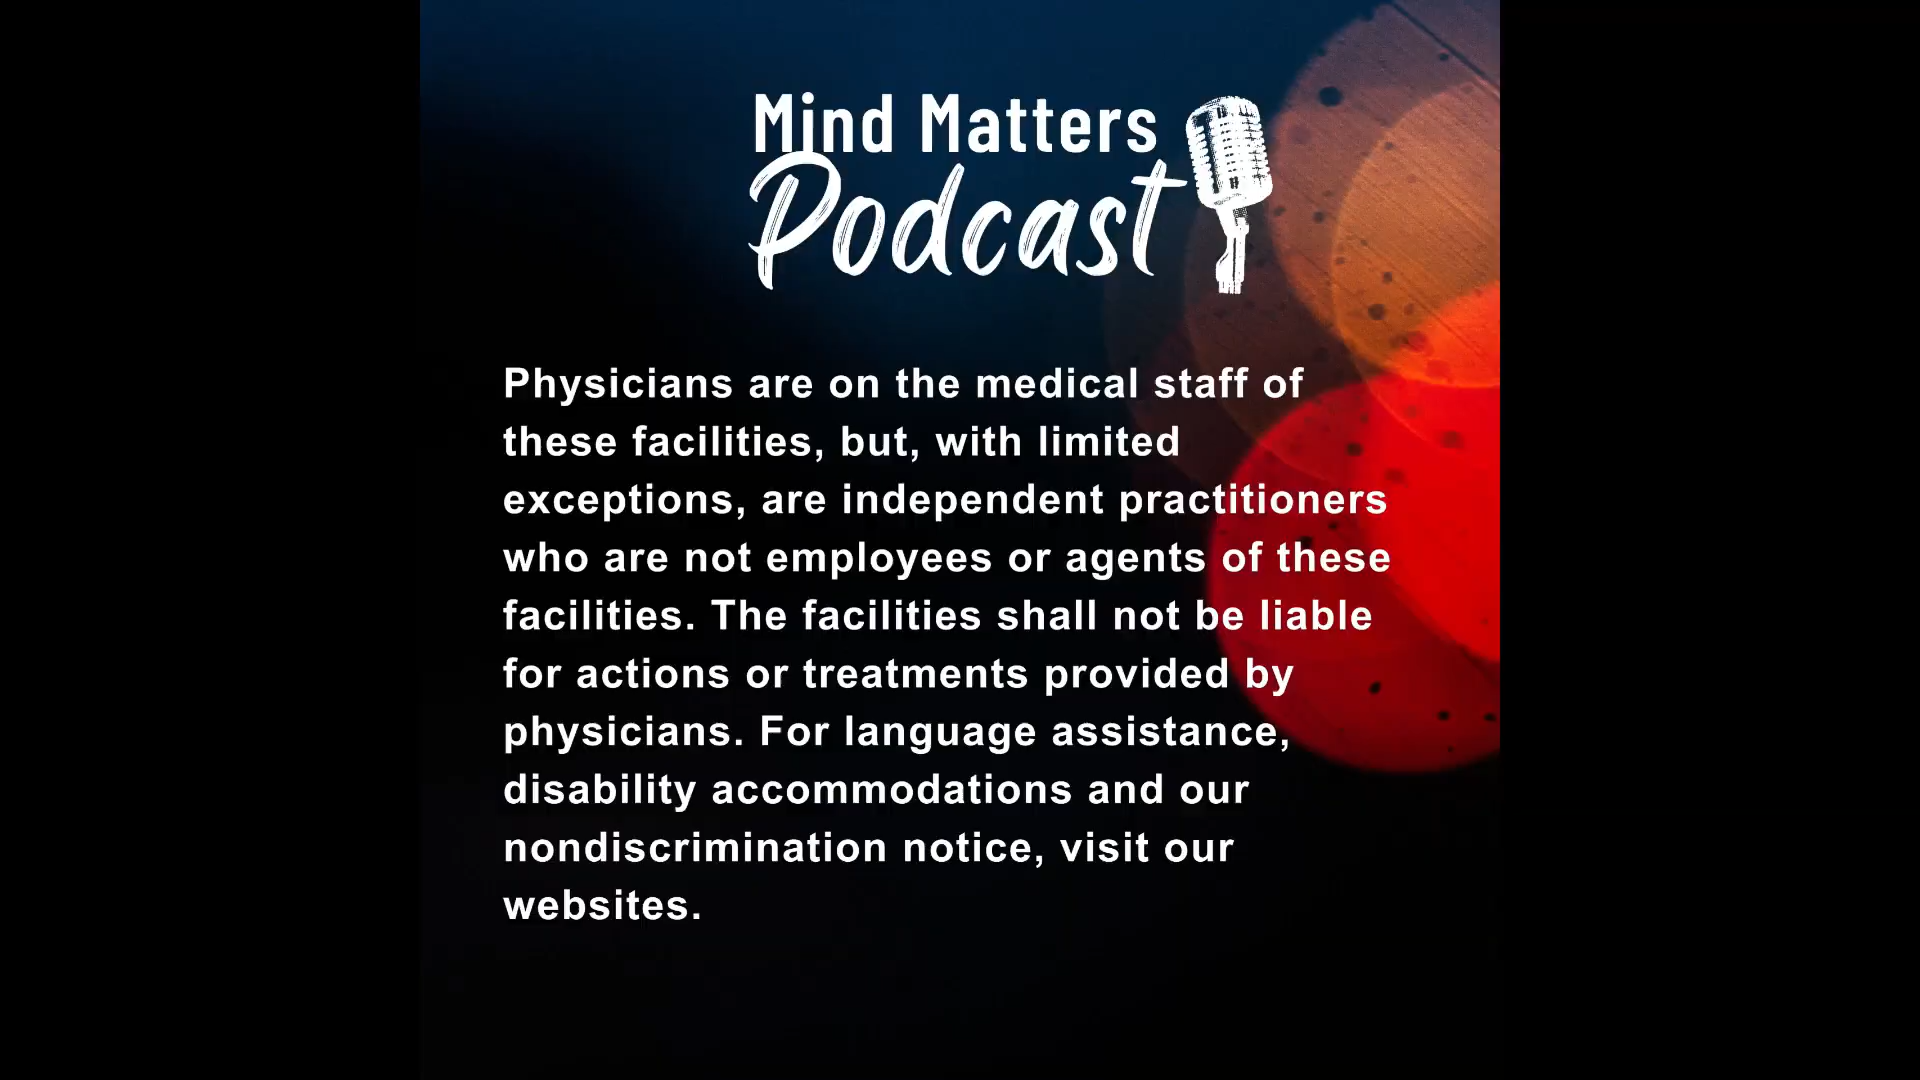 Mind Matters
Podcast
Physicians are on the medical staff of
these facilities, but, with limited
exceptions, are independent practitioners
who are not employees or agents of these
facilities. The facilities shall not be liable
for actions or treatments provided by
physicians. For language assistance,
disability accommodations and our
nondiscrimination notice, visit our
websites.